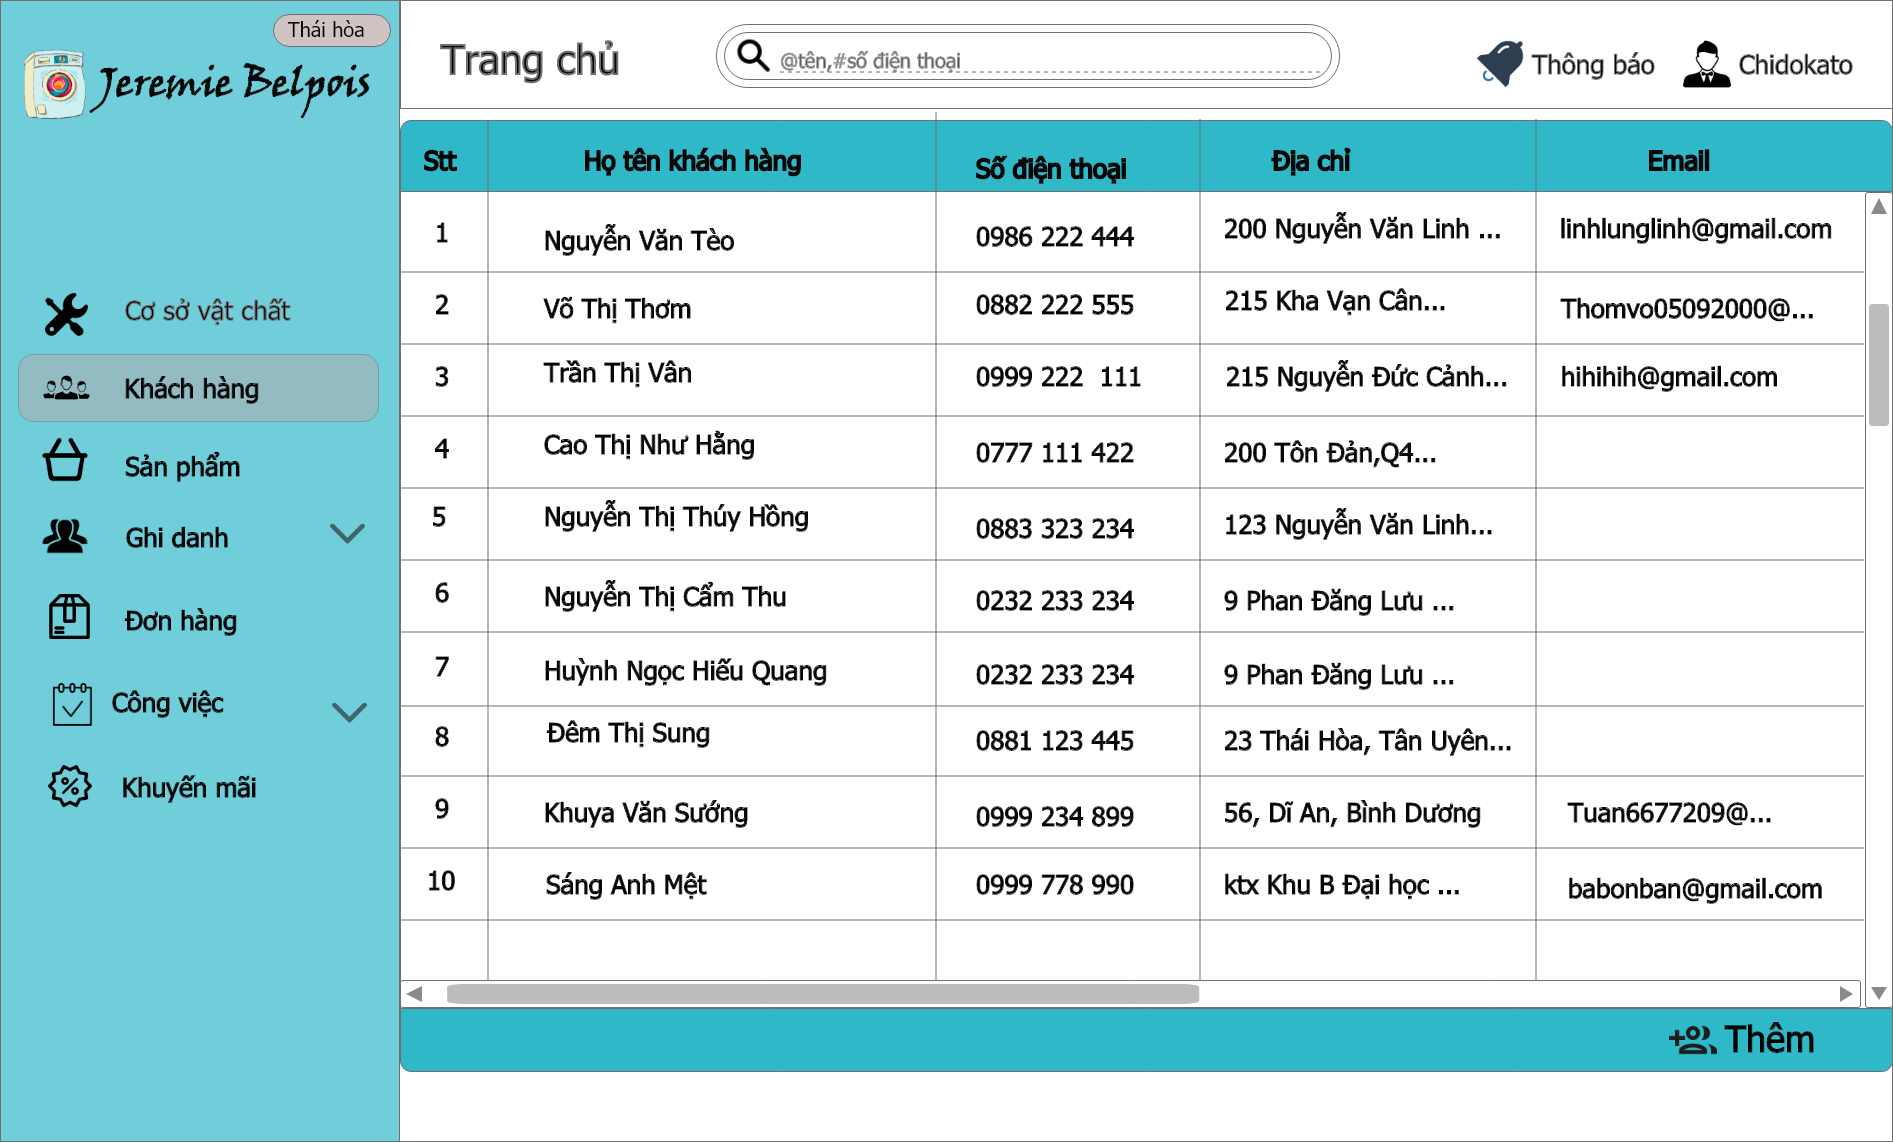 Thái hòa
Jeremie Belpois
Trang chủ
@tên,#số điện thoại
Thông báo
Chidokato
Cơ sở vật chất
Khách hàng
Sản phẩm
Ghi danh
Đơn hàng
Công việc
Khuyến mãi
Stt Họ tên khách hàng Số điện thoại Địa chỉ Email
1 Nguyễn Văn Tèo 0986 222 444 200 Nguyễn Văn Linh ... linhlunglinh@gmail.com
2 Võ Thị Thơm 0882 222 555 215 Kha Vạn Cân... Thomvo05092000@...
3 Trần Thị Vân 0999 222  111 215 Nguyễn Đức Cảnh... hihihih@gmail.com
4 Cao Thị Như Hằng 0777 111 422 200 Tôn Đản,Q4...
5 Nguyễn Thị Thúy Hồng 0883 323 234 123 Nguyễn Văn Linh...
6 Nguyễn Thị Cẩm Thu 0232 233 234 9 Phan Đăng Lưu ...
7 Huỳnh Ngọc Hiếu Quang 0232 233 234 9 Phan Đăng Lưu ...
8 Đêm Thị Sung 0881 123 445 23 Thái Hòa, Tân Uyên...
9 Khuya Văn Sướng 0999 234 899 56, Dĩ An, Bình Dương Tuan6677209@...
10 Sáng Anh Mệt 0999 778 990 ktx Khu B Đại học ... babonban@gmail.com
Thêm